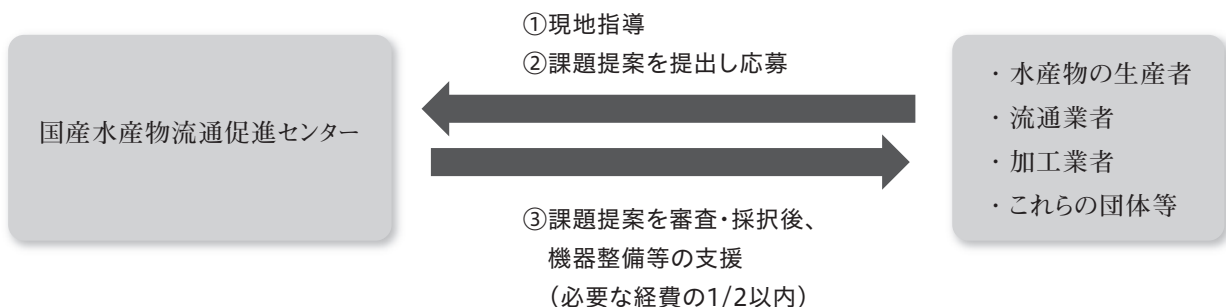 ①現地指導
②課題提案を提出し応募
国産水産物流通促進センター
・水産物の生産者
・流通業者
・加工業者
・これらの団体等
③課題提案を審査・採択後、
機器整備等の支援
（必要な経費の1/2以内）